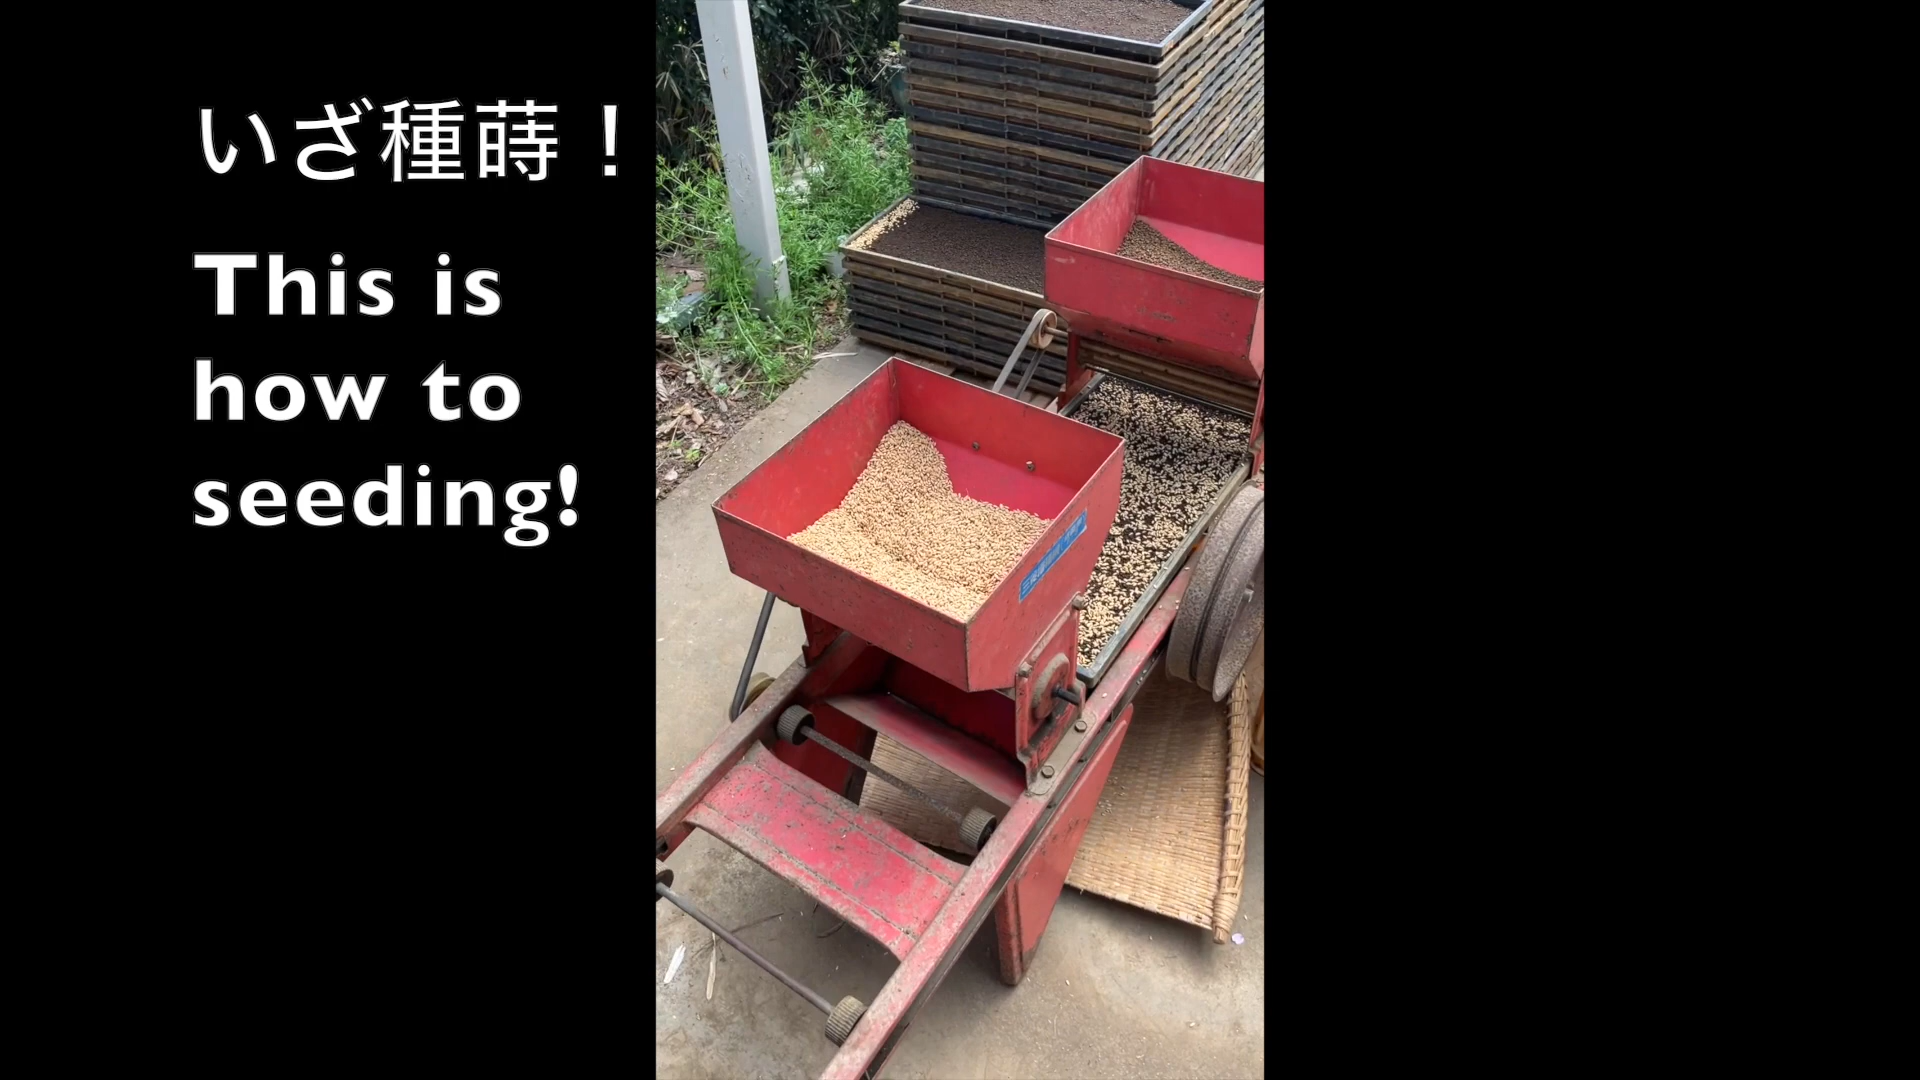 いざ種蒔！
This is
how to
seeding!